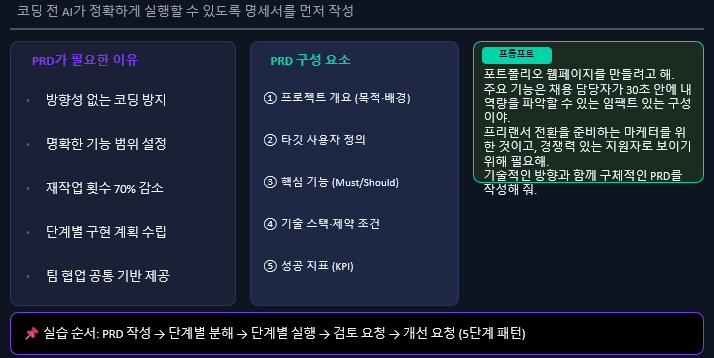 코딩 전 AI가 정확하게 실행할 수 있도록 명세서를 먼저 작성
PRD가 필요한 이유
• 방향성 없는 코딩 방지
• 명확한 기능 범위 설정
• 재작업 횟수 70% 감소
• 단계별 구현 계획 수립
• 팀 협업 공통 기반 제공
PRD 구성 요소
① 프로젝트 개요 (목적·배경)
② 타깃 사용자 정의
③ 핵심 기능 (Must/Should)
④ 기술 스택·제약 조건
⑤ 성공 지표 (KPI)
프롬프트
포트폴리오 웹페이지를 만들려고 해.
주요 기능은 채용 담당자가 30초 안에 내
역량을 파악할 수 있는 임팩트 있는 구성
이야.
프리랜서 전환을 준비하는 마케터를 위
한 것이고, 경쟁력 있는 지원자로 보이기
위해 필요해.
기술적인 방향과 함께 구체적인 PRD를
작성해 줘.
📌 실습 순서: PRD 작성 → 단계별 분해 → 단계별 실행 → 검토 요청 → 개선 요청 (5단계 패턴)